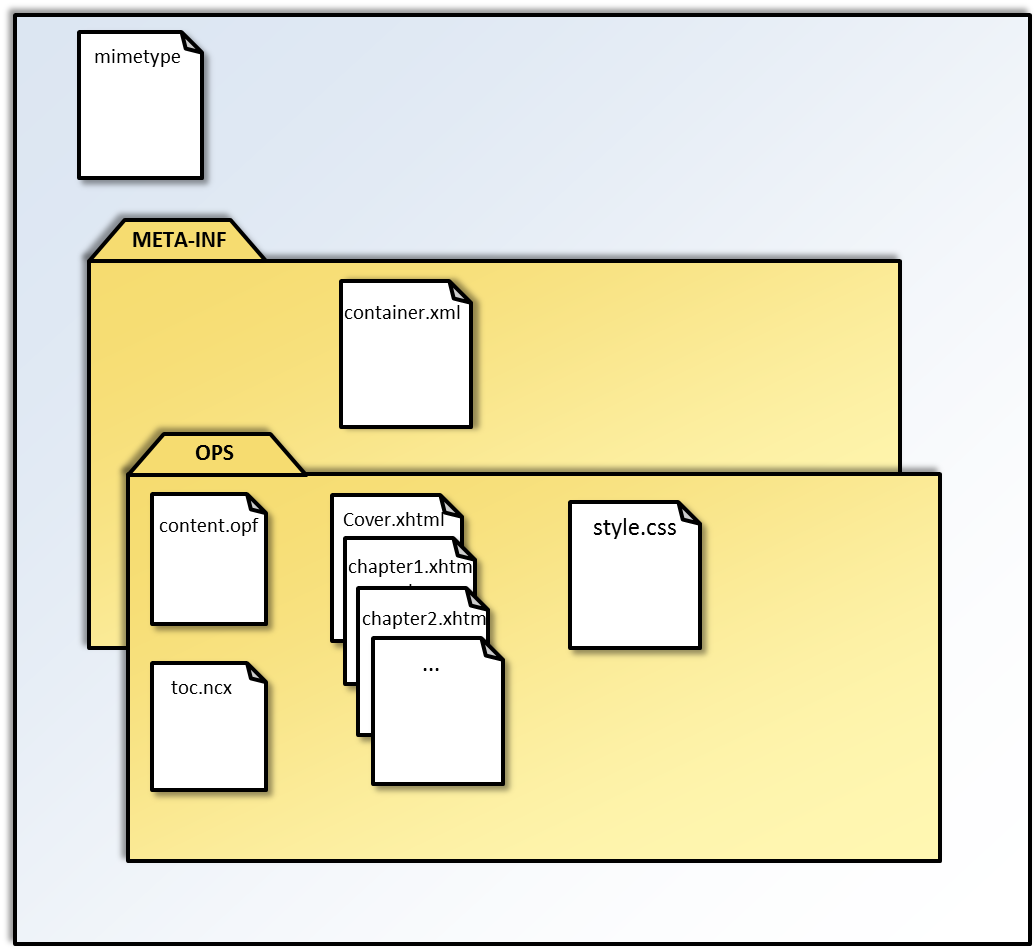 mimetype
META-INF
container.xml
OPS
content.opf
Cover.xhtml
style.css
chapter1.xhtm
chapter2.xhtm
...
toc.ncx